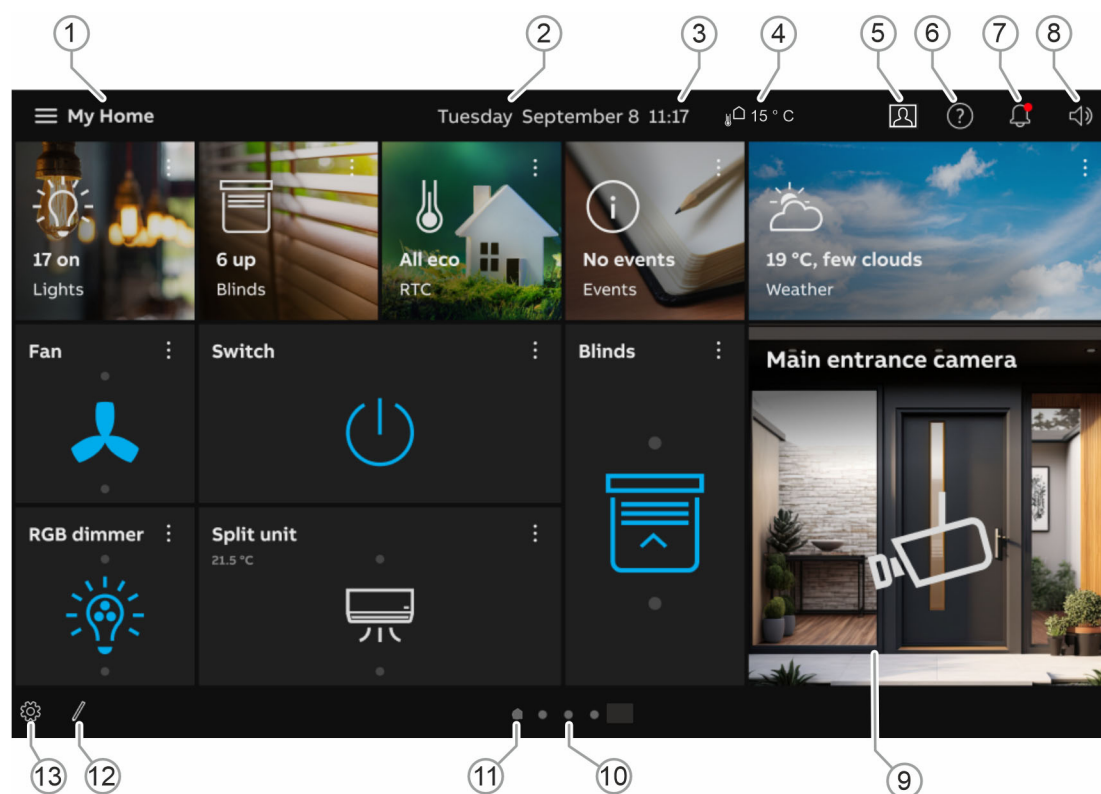 1 2 3 4 5 6 7 8
My Home Tuesday September 8 11:17 15 ° C ?
17 on
Lights
6 up
Blinds
All eco
RTC
No events
Events
19 °C, few clouds
Weather
Fan
Switch
Blinds
Main entrance camera
RGB dimmer
Split unit
21.5 °C
13 12 11 10 9